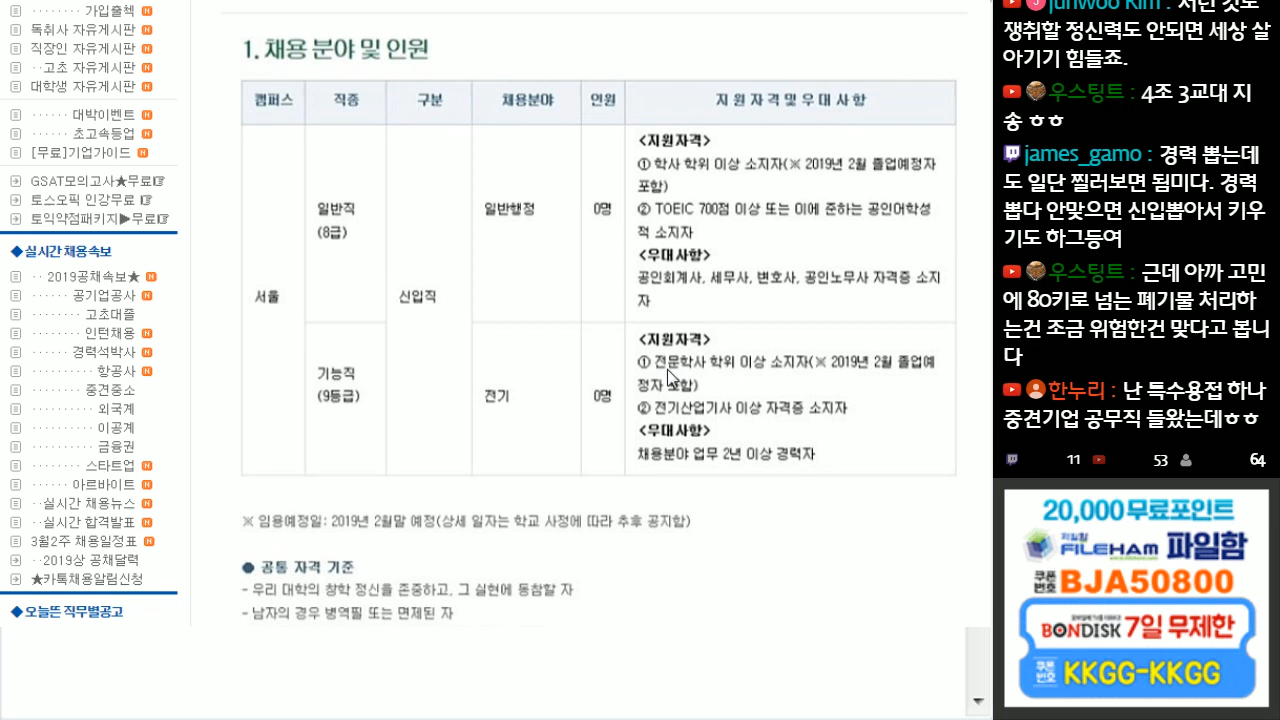 가입출첵 N
독취사 자유게시판 N
직장인 자유게시판 N
··고초 자유게시판 N
대학생 자유게시판 N
대박이벤트 N
초고속등업 N
[무료]기업가이드 N
GSAT모의고사★무료☞
토스오픽 인강무료 ☞
토익약점패키지▶무료☞
◆실시간 채용속보
·· 2019공채속보★ N
공기업공사 N
고초대졸
인턴채용 N
경력석박사 N
항공사 N
중견중소
외국계
이공계
금융권
스타트업 N
아르바이트 N
··실시간 채용뉴스 N
··실시간 합격발표 N
3월2주 채용일정표 N
··2019상 공채달력
★카톡채용알림신청
◆오늘뜬 직무별공고
1. 채용 분야 및 인원
캠퍼스 직종 구분 채용분야 인원 지 원 자 격 및 우 대 사 항
서울
일반직
(8급)
신입직
일반행정
0명
<지원자격>
① 학사 학위 이상 소지자(※ 2019년 2월 졸업예정자
포함)
② TOEIC 700점 이상 또는 이에 준하는 공인어학성
적 소지자
<우대사항>
공인회계사, 세무사, 변호사, 공인노무사 자격증 소지
자
기능직
(9등급)
전기
0명
<지원자격>
① 전문학사 학위 이상 소지자(※ 2019년 2월 졸업예
정자 포함)
② 전기산업기사 이상 자격증 소지자
<우대사항>
채용분야 업무 2년 이상 경력자
※ 임용예정일: 2019년 2월말 예정(상세 일자는 학교 사정에 따라 추후 공지함)
● 공통 자격 기준
- 우리 대학의 창학 정신을 존중하고, 그 실현에 동참할 자
- 남자의 경우 병역필 또는 면제된 자
junwoo Kim : 저런 것도
쟁취할 정신력도 안되면 세상 살
아기기 힘들죠.
우스팅트 : 4조 3교대 지
송 ㅎㅎ
james_gamo : 경력 뽑는데
도 일단 찔러보면 됨미다. 경력
뽑다 안맞으면 신입뽑아서 키우
기도 하그등여
우스팅트 : 근데 아까 고민
에 80키로 넘는 폐기물 처리하
는건 조금 위험한건 맞다고 봅니
다
한누리 : 난 특수용접 하나
중견기업 공무직 들왔는데ㅎㅎ
11 53 64
20,000 무료포인트
파일함 FILEHAM 파일함
쿠폰번호 BJA50800
BONDISK 7일 무제한
쿠폰번호 KKGG-KKGG